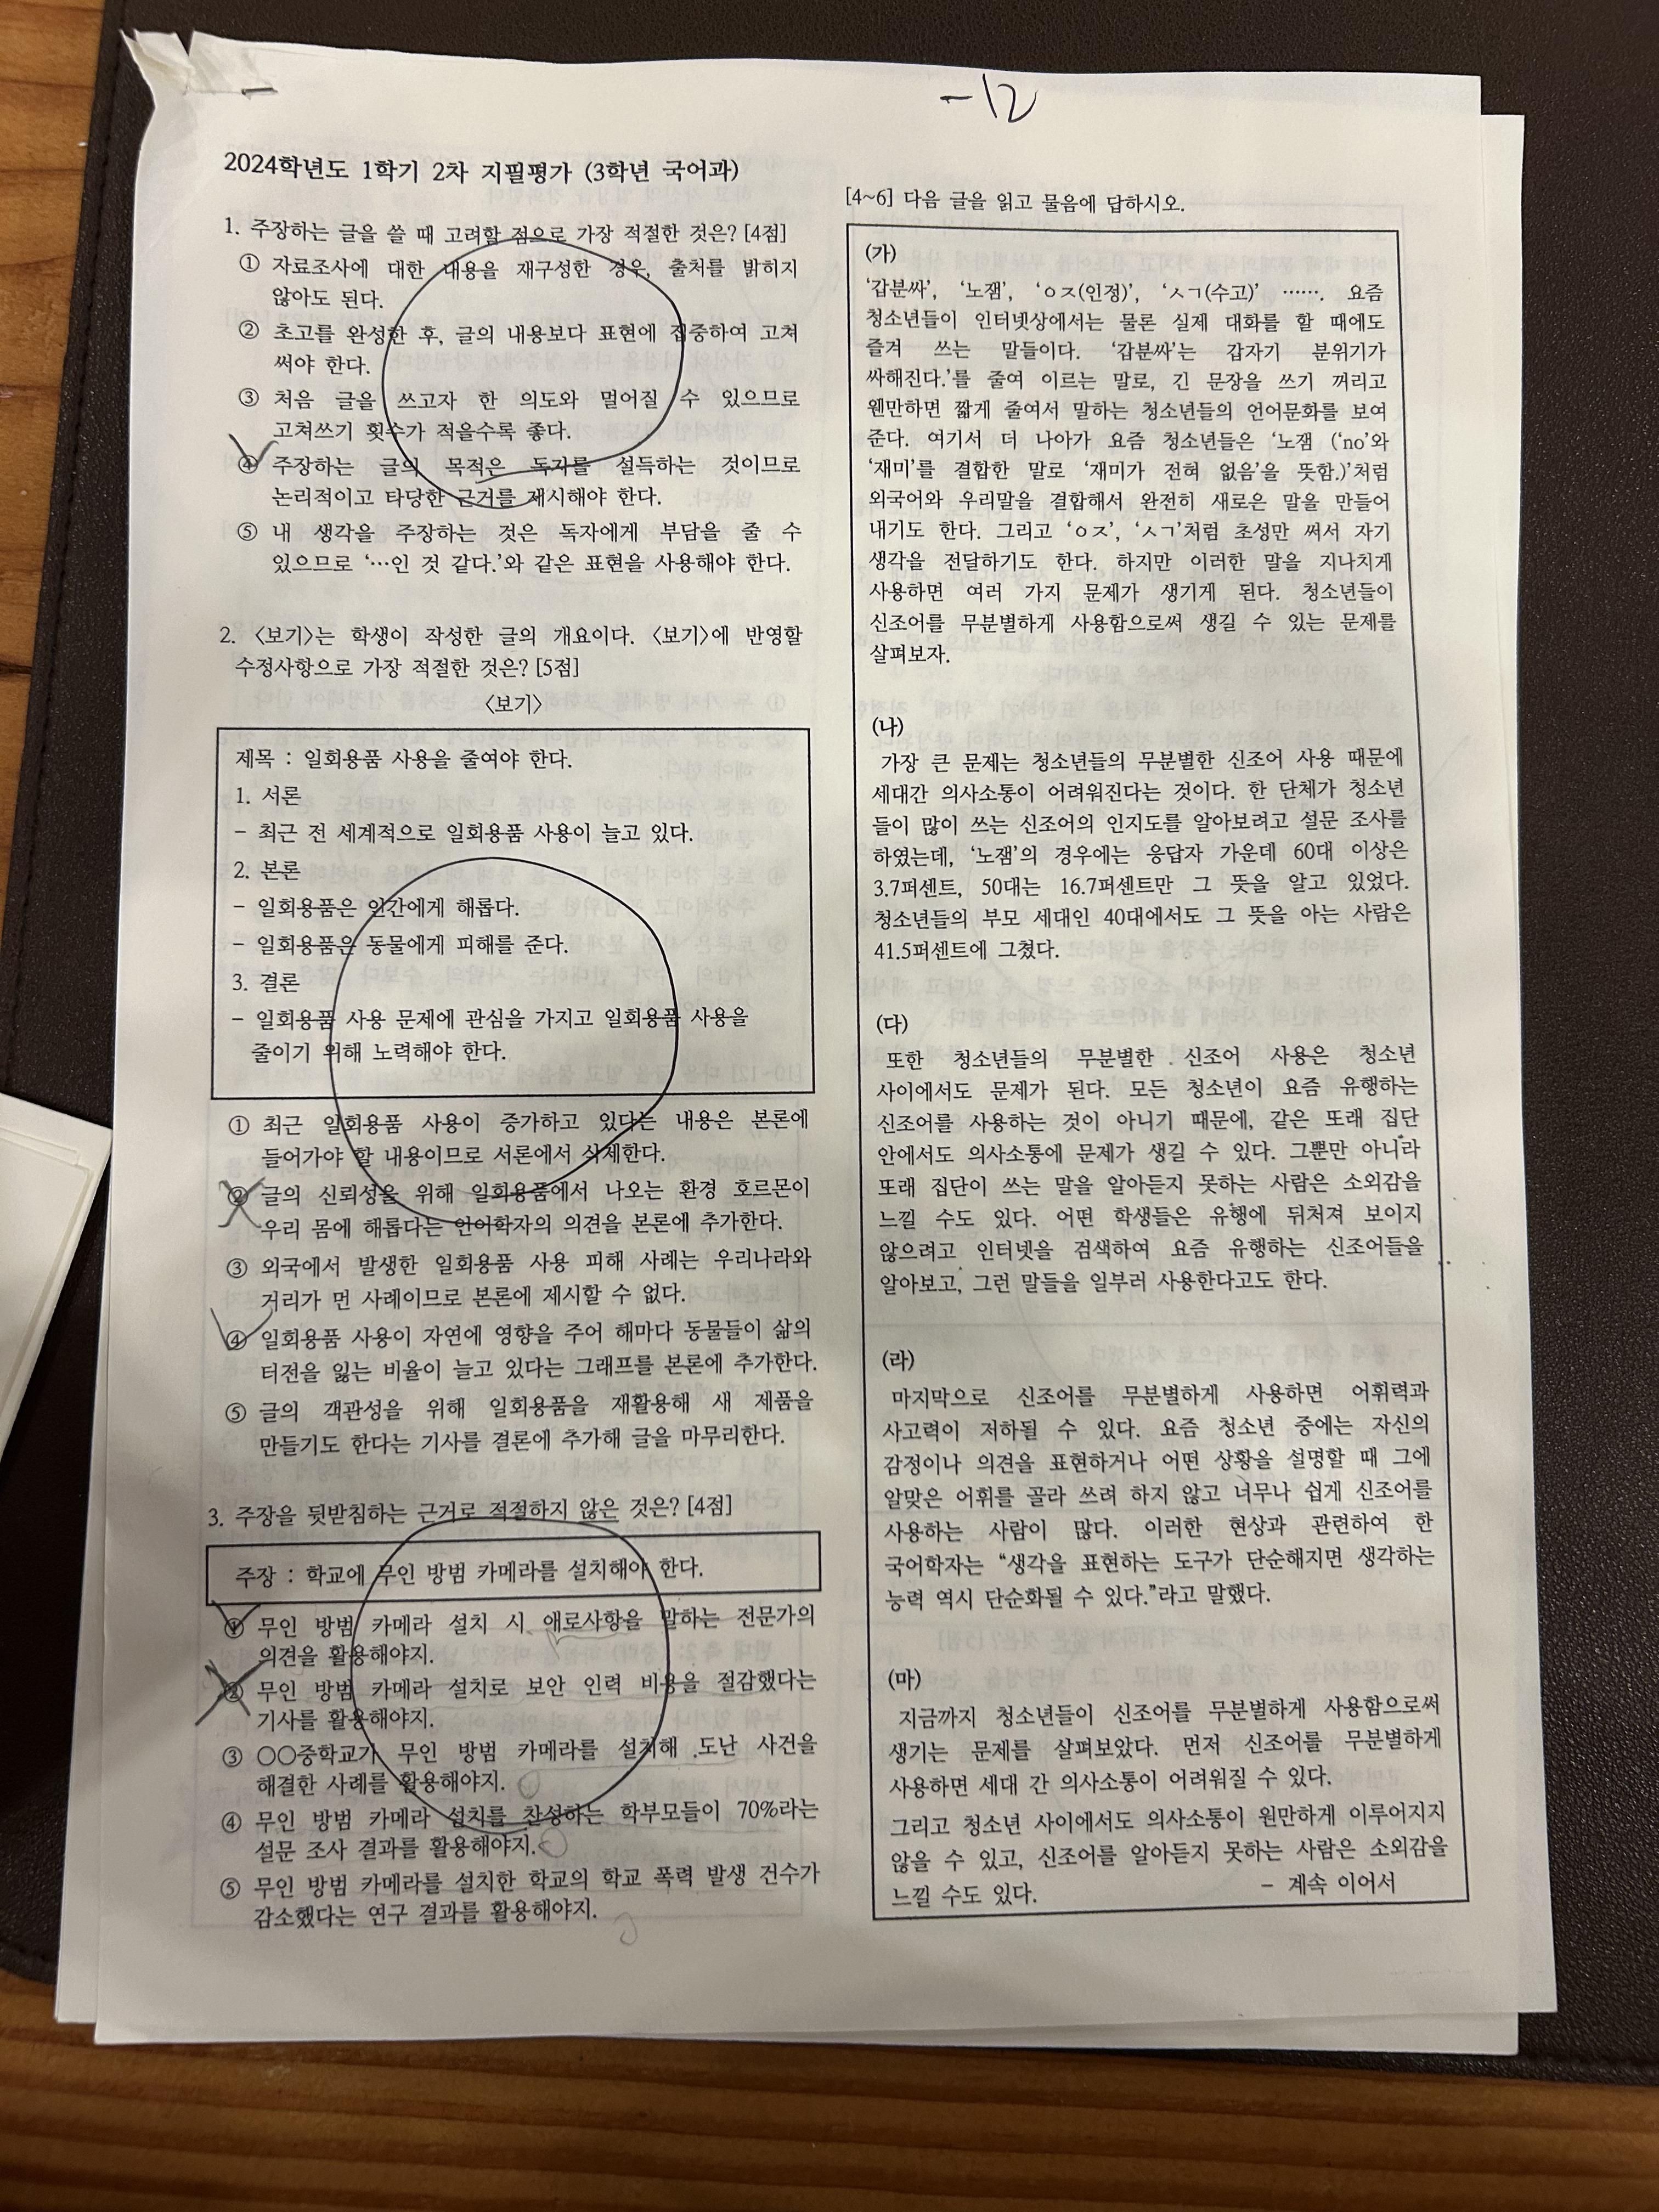 -12
2024학년도 1학기 2차 지필평가 (3학년 국어과)
1. 주장하는 글을 쓸 때 고려할 점으로 가장 적절한 것은? [4점]
① 자료조사에 대한 내용을 재구성한 경우, 출처를 밝히지
않아도 된다.
② 초고를 완성한 후, 글의 내용보다 표현에 집중하여 고쳐
써야 한다.
③ 처음 글을 쓰고자 한 의도와 멀어질 수 있으므로
고쳐쓰기 횟수가 적을수록 좋다.
④ 주장하는 글의 목적은 독자를 설득하는 것이므로
논리적이고 타당한 근거를 제시해야 한다.
⑤ 내 생각을 주장하는 것은 독자에게 부담을 줄 수
있으므로 ‘…인 것 같다.’와 같은 표현을 사용해야 한다.
2. <보기>는 학생이 작성한 글의 개요이다. <보기>에 반영할
수정사항으로 가장 적절한 것은? [5점]
<보기>
제목 : 일회용품 사용을 줄여야 한다.
1. 서론
- 최근 전 세계적으로 일회용품 사용이 늘고 있다.
2. 본론
- 일회용품은 인간에게 해롭다.
- 일회용품은 동물에게 피해를 준다.
3. 결론
- 일회용품 사용 문제에 관심을 가지고 일회용품 사용을
줄이기 위해 노력해야 한다.
① 최근 일회용품 사용이 증가하고 있다는 내용은 본론에
들어가야 할 내용이므로 서론에서 삭제한다.
② 글의 신뢰성을 위해 일회용품에서 나오는 환경 호르몬이
우리 몸에 해롭다는 언어학자의 의견을 본론에 추가한다.
③ 외국에서 발생한 일회용품 사용 피해 사례는 우리나라와
거리가 먼 사례이므로 본론에 제시할 수 없다.
④ 일회용품 사용이 자연에 영향을 주어 해마다 동물들이 삶의
터전을 잃는 비율이 늘고 있다는 그래프를 본론에 추가한다.
⑤ 글의 객관성을 위해 일회용품을 재활용해 새 제품을
만들기도 한다는 기사를 결론에 추가해 글을 마무리한다.
3. 주장을 뒷받침하는 근거로 적절하지 않은 것은? [4점]
주장 : 학교에 무인 방범 카메라를 설치해야 한다.
① 무인 방범 카메라 설치 시 애로사항을 말하는 전문가의
의견을 활용해야지.
② 무인 방범 카메라 설치로 보안 인력 비용을 절감했다는
기사를 활용해야지.
③ ○○중학교가 무인 방범 카메라를 설치해 도난 사건을
해결한 사례를 활용해야지.
④ 무인 방범 카메라 설치를 찬성하는 학부모들이 70%라는
설문 조사 결과를 활용해야지.
⑤ 무인 방범 카메라를 설치한 학교의 학교 폭력 발생 건수가
감소했다는 연구 결과를 활용해야지.
[4~6] 다음 글을 읽고 물음에 답하시오.
(가)
‘갑분싸’, ‘노잼’, ‘ㅇㅈ(인정)’, ‘ㅅㄱ(수고)’ ……. 요즘
청소년들이 인터넷상에서는 물론 실제 대화를 할 때에도
즐겨 쓰는 말들이다. ‘갑분싸’는 갑자기 분위기가
싸해진다.’를 줄여 이르는 말로, 긴 문장을 쓰기 꺼리고
웬만하면 짧게 줄여서 말하는 청소년들의 언어문화를 보여
준다. 여기서 더 나아가 요즘 청소년들은 ‘노잼 (‘no’와
‘재미’를 결합한 말로 ‘재미가 전혀 없음’을 뜻함.)’처럼
외국어와 우리말을 결합해서 완전히 새로운 말을 만들어
내기도 한다. 그리고 ‘ㅇㅈ’, ‘ㅅㄱ’처럼 초성만 써서 자기
생각을 전달하기도 한다. 하지만 이러한 말을 지나치게
사용하면 여러 가지 문제가 생기게 된다. 청소년들이
신조어를 무분별하게 사용함으로써 생길 수 있는 문제를
살펴보자.
(나)
가장 큰 문제는 청소년들의 무분별한 신조어 사용 때문에
세대간 의사소통이 어려워진다는 것이다. 한 단체가 청소년
들이 많이 쓰는 신조어의 인지도를 알아보려고 설문 조사를
하였는데, ‘노잼’의 경우에는 응답자 가운데 60대 이상은
3.7퍼센트, 50대는 16.7퍼센트만 그 뜻을 알고 있었다.
청소년들의 부모 세대인 40대에서도 그 뜻을 아는 사람은
41.5퍼센트에 그쳤다.
(다)
또한 청소년들의 무분별한 신조어 사용은 청소년
사이에서도 문제가 된다. 모든 청소년이 요즘 유행하는
신조어를 사용하는 것이 아니기 때문에, 같은 또래 집단
안에서도 의사소통에 문제가 생길 수 있다. 그뿐만 아니라
또래 집단이 쓰는 말을 알아듣지 못하는 사람은 소외감을
느낄 수도 있다. 어떤 학생들은 유행에 뒤처져 보이지
않으려고 인터넷을 검색하여 요즘 유행하는 신조어들을
알아보고, 그런 말들을 일부러 사용한다고도 한다.
(라)
마지막으로 신조어를 무분별하게 사용하면 어휘력과
사고력이 저하될 수 있다. 요즘 청소년 중에는 자신의
감정이나 의견을 표현하거나 어떤 상황을 설명할 때 그에
알맞은 어휘를 골라 쓰려 하지 않고 너무나 쉽게 신조어를
사용하는 사람이 많다. 이러한 현상과 관련하여 한
국어학자는 “생각을 표현하는 도구가 단순해지면 생각하는
능력 역시 단순화될 수 있다.”라고 말했다.
(마)
지금까지 청소년들이 신조어를 무분별하게 사용함으로써
생기는 문제를 살펴보았다. 먼저 신조어를 무분별하게
사용하면 세대 간 의사소통이 어려워질 수 있다.
그리고 청소년 사이에서도 의사소통이 원만하게 이루어지지
않을 수 있고, 신조어를 알아듣지 못하는 사람은 소외감을
느낄 수도 있다.
- 계속 이어서